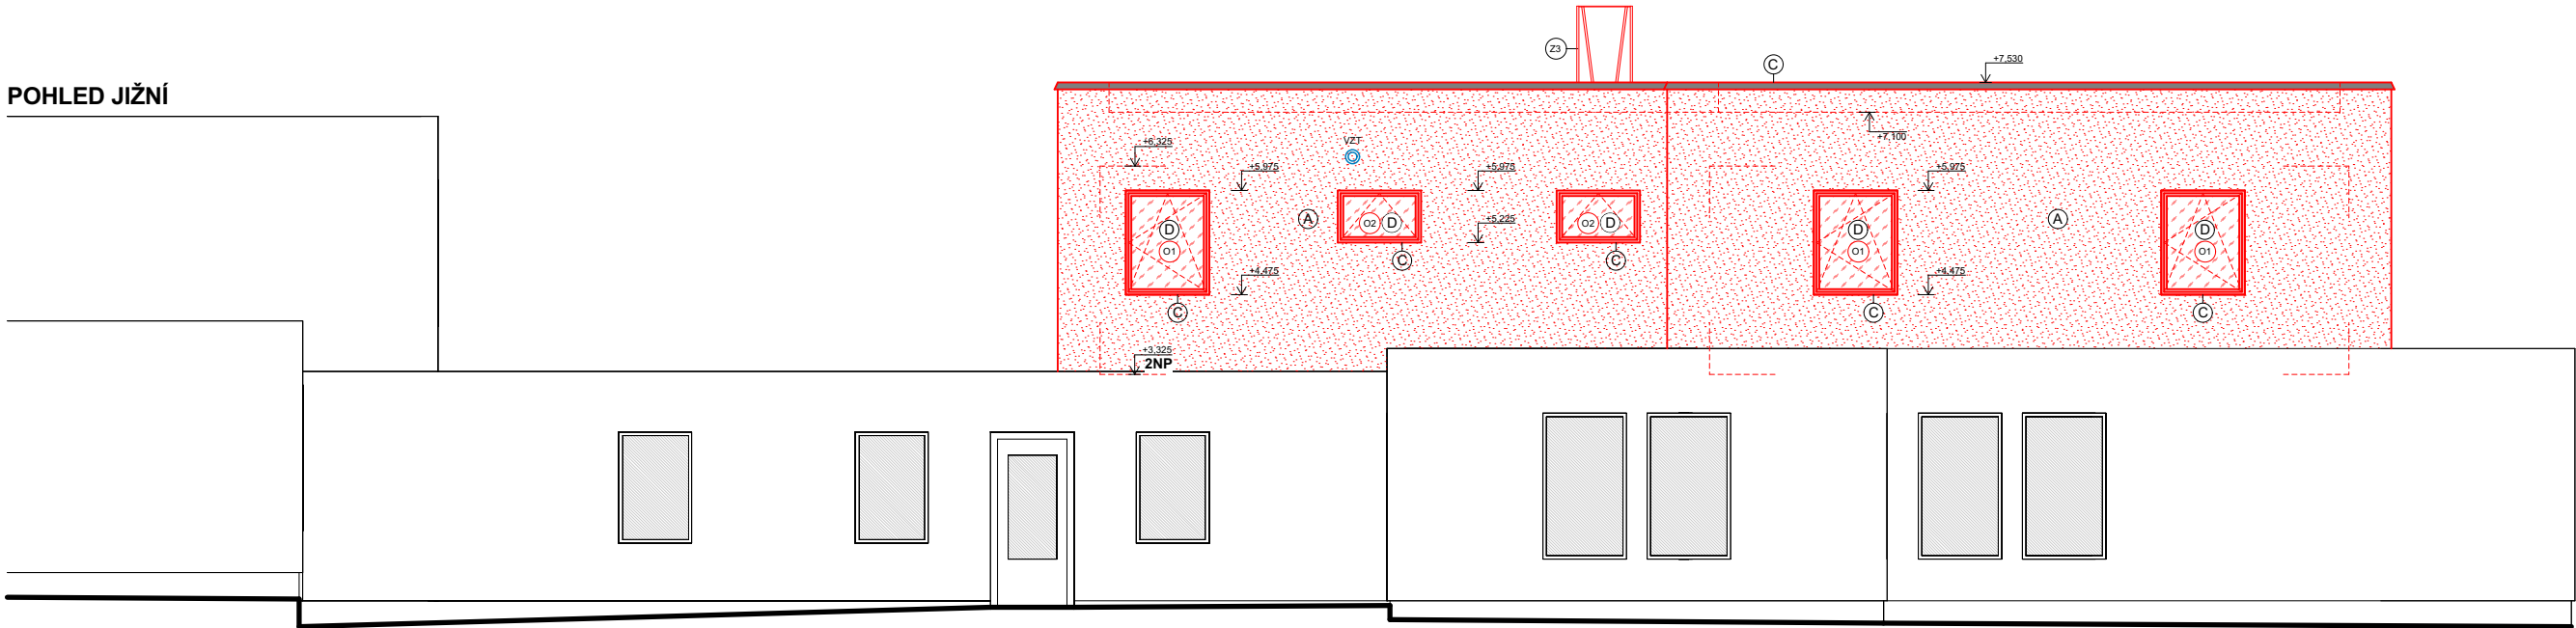 Z3
C
+7,530
POHLED JIŽNÍ
+7,100
+6,325
VZT
+5,975
+5,975
+5,975
A
O2 D
+5,225
O2 D
A
D
O1
D
O1
D
O1
C
C
+4,475
+4,475
C
C
C
+3,325
2NP